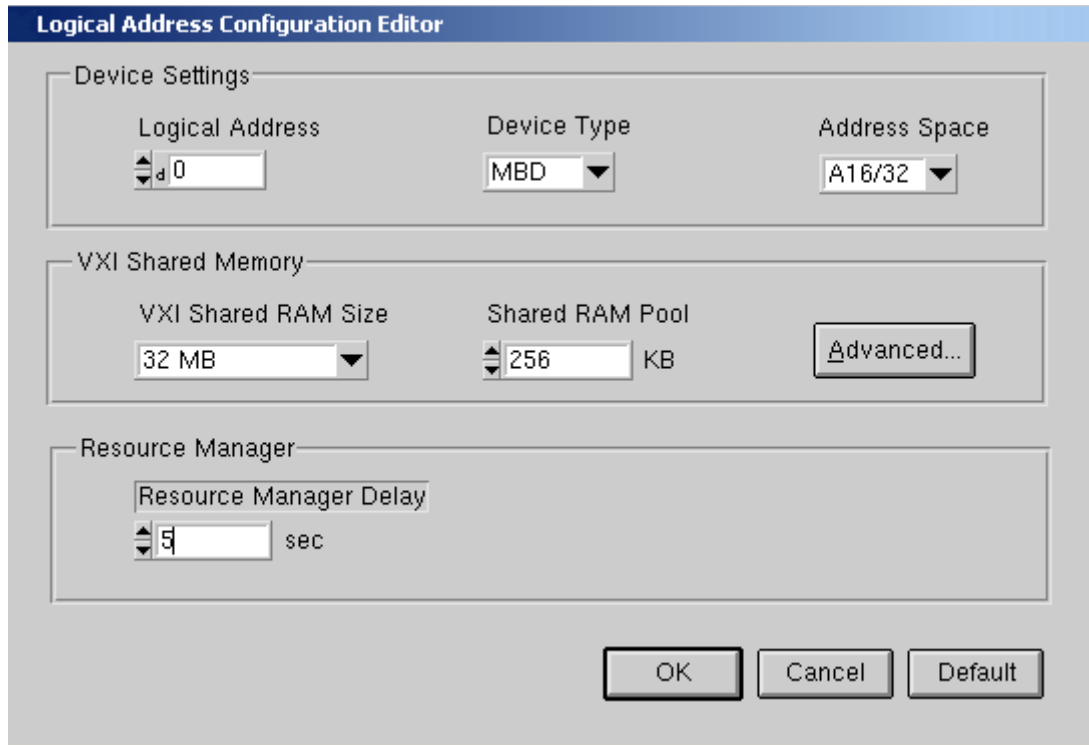 Logical Address Configuration Editor
Device Settings
Logical Address
Device Type
Address Space
d 0
MBD
A16/32
VXI Shared Memory
VXI Shared RAM Size
Shared RAM Pool
32 MB
256 KB
Advanced...
Resource Manager
Resource Manager Delay
5 sec
OK
Cancel
Default